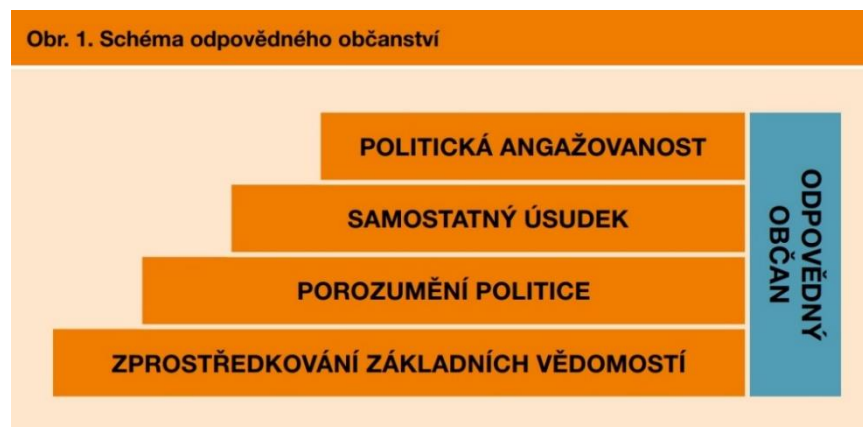 Obr. 1. Schéma odpovědného občanství
POLITICKÁ ANGAŽOVANOST
SAMOSTATNÝ ÚSUDEK
POROZUMĚNÍ POLITICE
ZPROSTŘEDKOVÁNÍ ZÁKLADNÍCH VĚDOMOSTÍ
ODPOVĚDNÝ
OBČAN